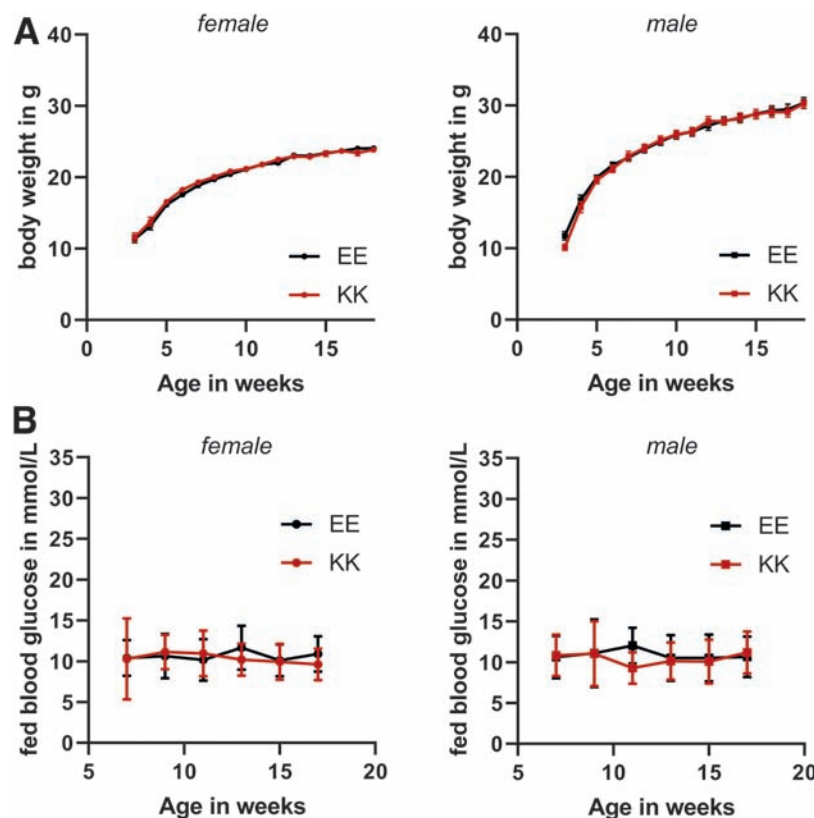 A
female
male
body weight in g
40
30
20
10
0
EE
KK
0
5
10
15
Age in weeks
body weight in g
40
30
20
10
0
EE
KK
0
5
10
15
Age in weeks
B
female
male
fed blood glucose in mmol/L
35
30
25
20
15
10
5
0
EE
KK
5
10
15
20
Age in weeks
fed blood glucose in mmol/L
35
30
25
20
15
10
5
0
EE
KK
5
10
15
20
Age in weeks